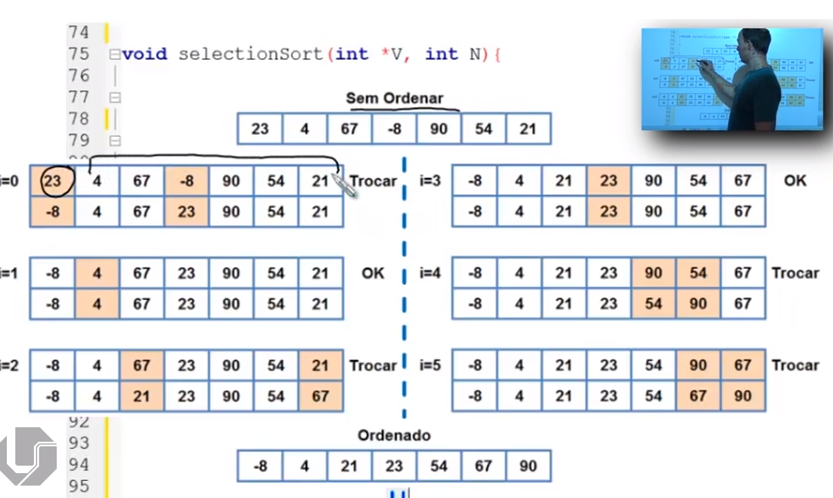 74
75 void selectionSort(int *V, int N){
76
77
Sem Ordenar
78
23 4 67 -8 90 54 21
79
i=0 23 4 67 -8 90 54 21 Trocar
-8 4 67 23 90 54 21
i=1 -8 4 67 23 90 54 21 OK
-8 4 67 23 90 54 21
i=2 -8 4 67 23 90 54 21 Trocar
-8 4 21 23 90 54 67
i=3 -8 4 21 23 90 54 67 OK
-8 4 21 23 90 54 67
i=4 -8 4 21 23 90 54 67 Trocar
-8 4 21 23 54 90 67
i=5 -8 4 21 23 54 90 67 Trocar
-8 4 21 23 54 67 90
92
Ordenado
93
94
-8 4 21 23 54 67 90
95